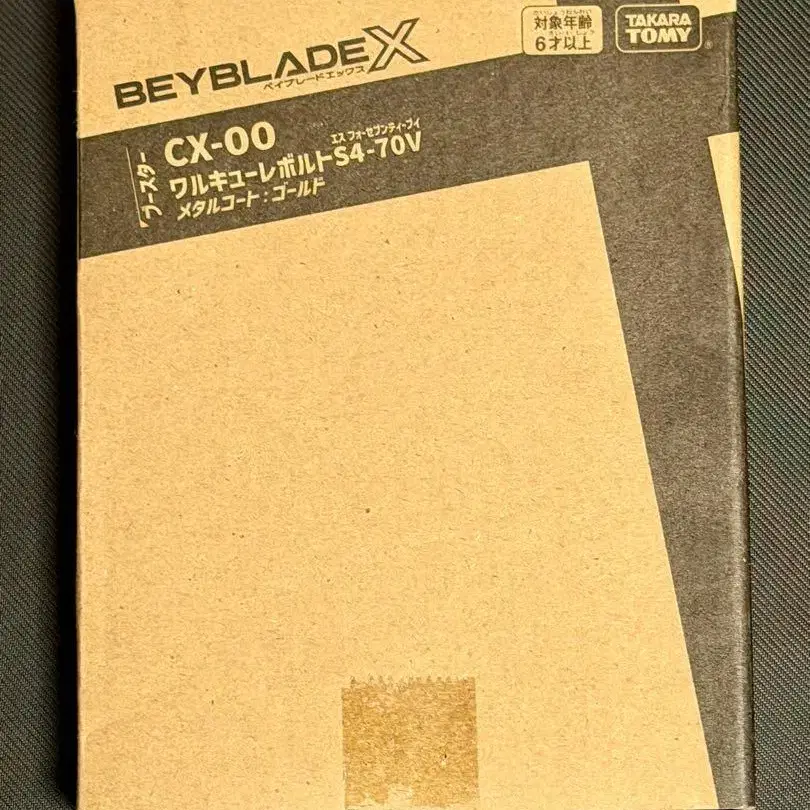 対象年齢
6才以上
TAKARA
TOMY
BEYBLADE X
ベイブレードエックス
ブースター
CX-00
エス フォーセブンティーブイ
ワルキューレボルトS4-70V
メタルコート：ゴールド